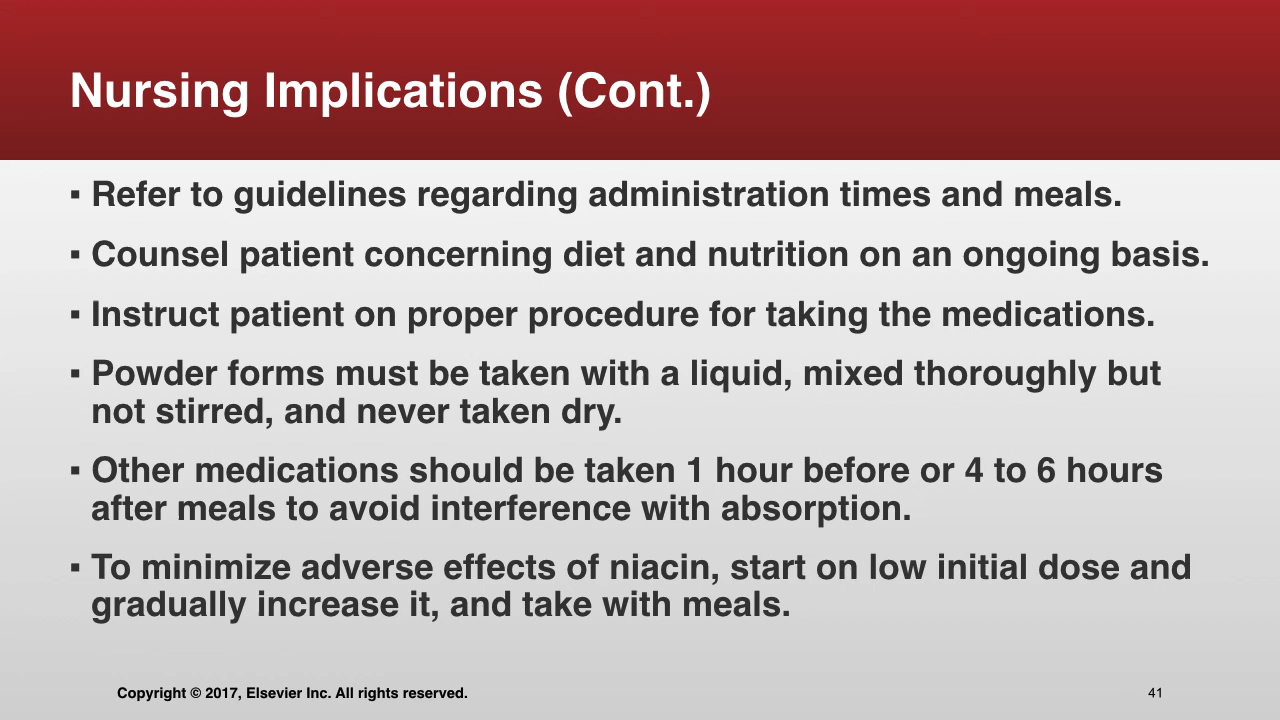 Nursing Implications (Cont.)
▪ Refer to guidelines regarding administration times and meals.
▪ Counsel patient concerning diet and nutrition on an ongoing basis.
▪ Instruct patient on proper procedure for taking the medications.
▪ Powder forms must be taken with a liquid, mixed thoroughly but
not stirred, and never taken dry.
▪ Other medications should be taken 1 hour before or 4 to 6 hours
after meals to avoid interference with absorption.
▪ To minimize adverse effects of niacin, start on low initial dose and
gradually increase it, and take with meals.
Copyright © 2017, Elsevier Inc. All rights reserved.
41